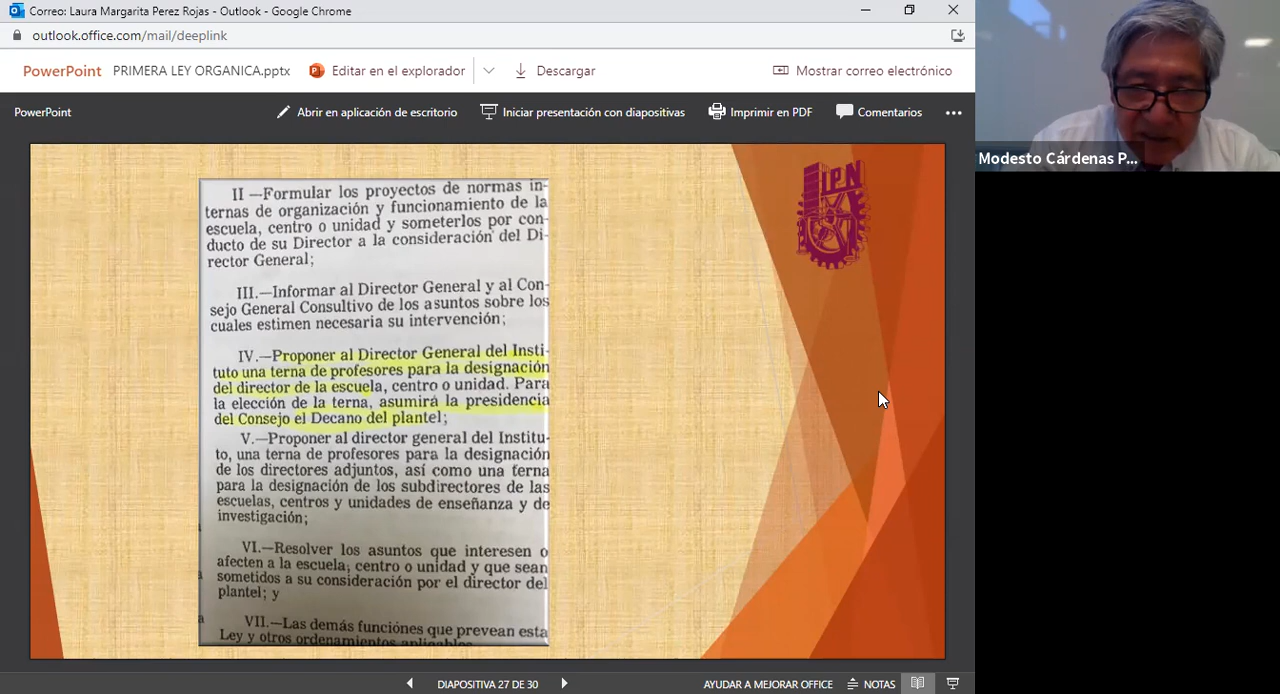 Correo: Laura Margarita Perez Rojas - Outlook - Google Chrome
outlook.office.com/mail/deeplink
PowerPoint PRIMERA LEY ORGANICA.pptx Editar en el explorador Descargar Mostrar correo electrónico
PowerPoint Abrir en aplicación de escritorio Iniciar presentación con diapositivas Imprimir en PDF Comentarios
Modesto Cárdenas P...
IPN
II —Formular los proyectos de normas in-
ternas de organización y funcionamiento de la
escuela, centro o unidad y someterlos por con-
ducto de su Director a la consideración del Di-
rector General;
III.—Informar al Director General y al Con-
sejo General Consultivo de los asuntos sobre los
cuales estimen necesaria su intervención;
IV.—Proponer al Director General del Insti-
tuto una terna de profesores para la designación
del director de la escuela, centro o unidad. Para
la elección de la terna, asumirá la presidencia
del Consejo el Decano del plantel;
V.—Proponer al director general del Institu-
to, una terna de profesores para la designación
de los directores adjuntos, así como una terna
para la designación de los subdirectores de las
escuelas, centros y unidades de enseñanza y de
investigación;
VI.—Resolver los asuntos que interesen o
afecten a la escuela, centro o unidad y que sean
sometidos a su consideración por el director del
plantel; y
VII.—Las demás funciones que prevean esta
Ley y otros ordenamientos aplicables
DIAPOSITIVA 27 DE 30 AYUDAR A MEJORAR OFFICE NOTAS